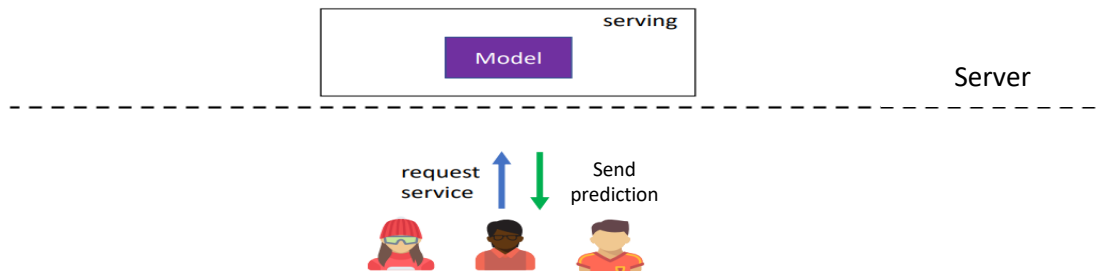 serving
Model
Server
request
service
Send
prediction